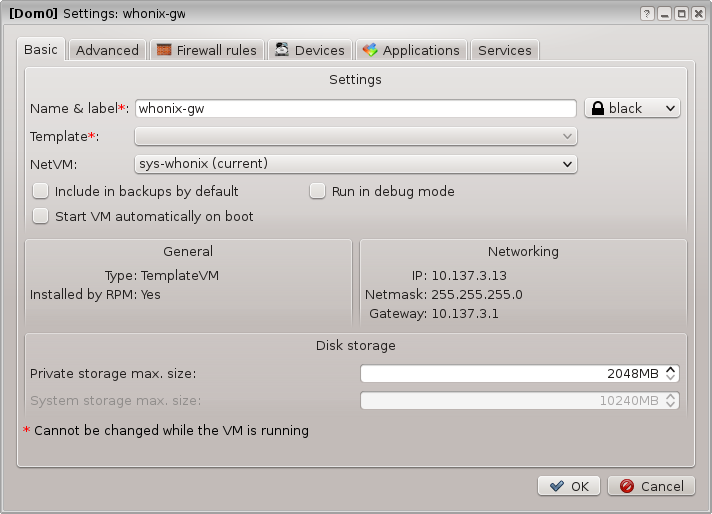 [Dom0] Settings: whonix-gw
Basic Advanced Firewall rules Devices Applications Services
Settings
Name & label*: whonix-gw black
Template*:
NetVM: sys-whonix (current)
Include in backups by default Run in debug mode
Start VM automatically on boot
General Networking
Type: TemplateVM IP: 10.137.3.13
Installed by RPM: Yes Netmask: 255.255.255.0
Gateway: 10.137.3.1
Disk storage
Private storage max. size: 2048MB
System storage max. size: 10240MB
* Cannot be changed while the VM is running
OK Cancel